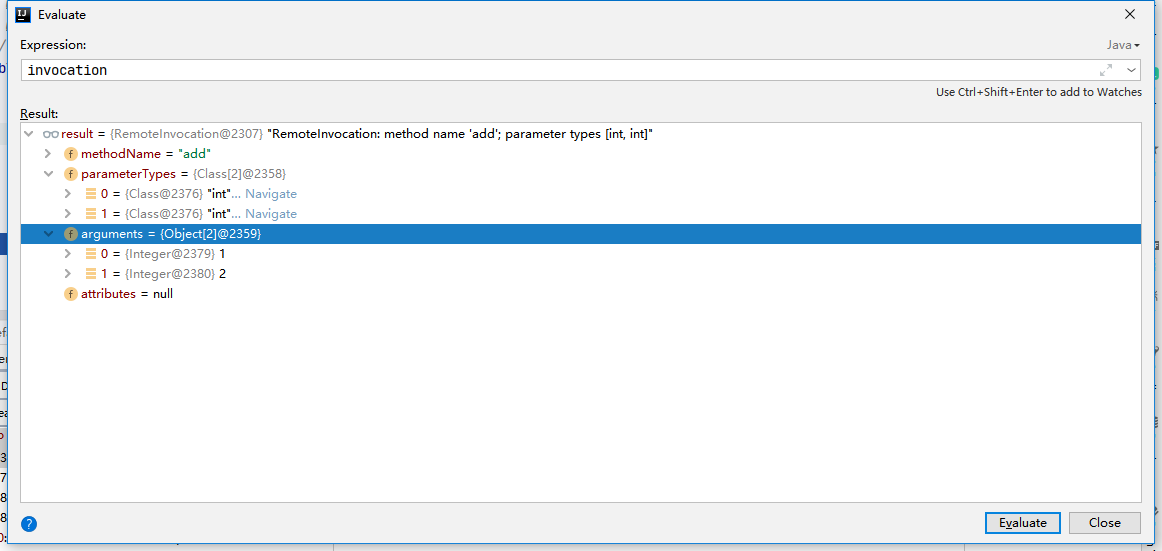 Evaluate
Expression:
Java
invocation
Use Ctrl+Shift+Enter to add to Watches
Result:
result = {RemoteInvocation@2307} "RemoteInvocation: method name 'add'; parameter types [int, int]"
methodName = "add"
parameterTypes = {Class[2]@2358}
0 = {Class@2376} "int"... Navigate
1 = {Class@2376} "int"... Navigate
arguments = {Object[2]@2359}
0 = {Integer@2379} 1
1 = {Integer@2380} 2
attributes = null
? Evaluate Close